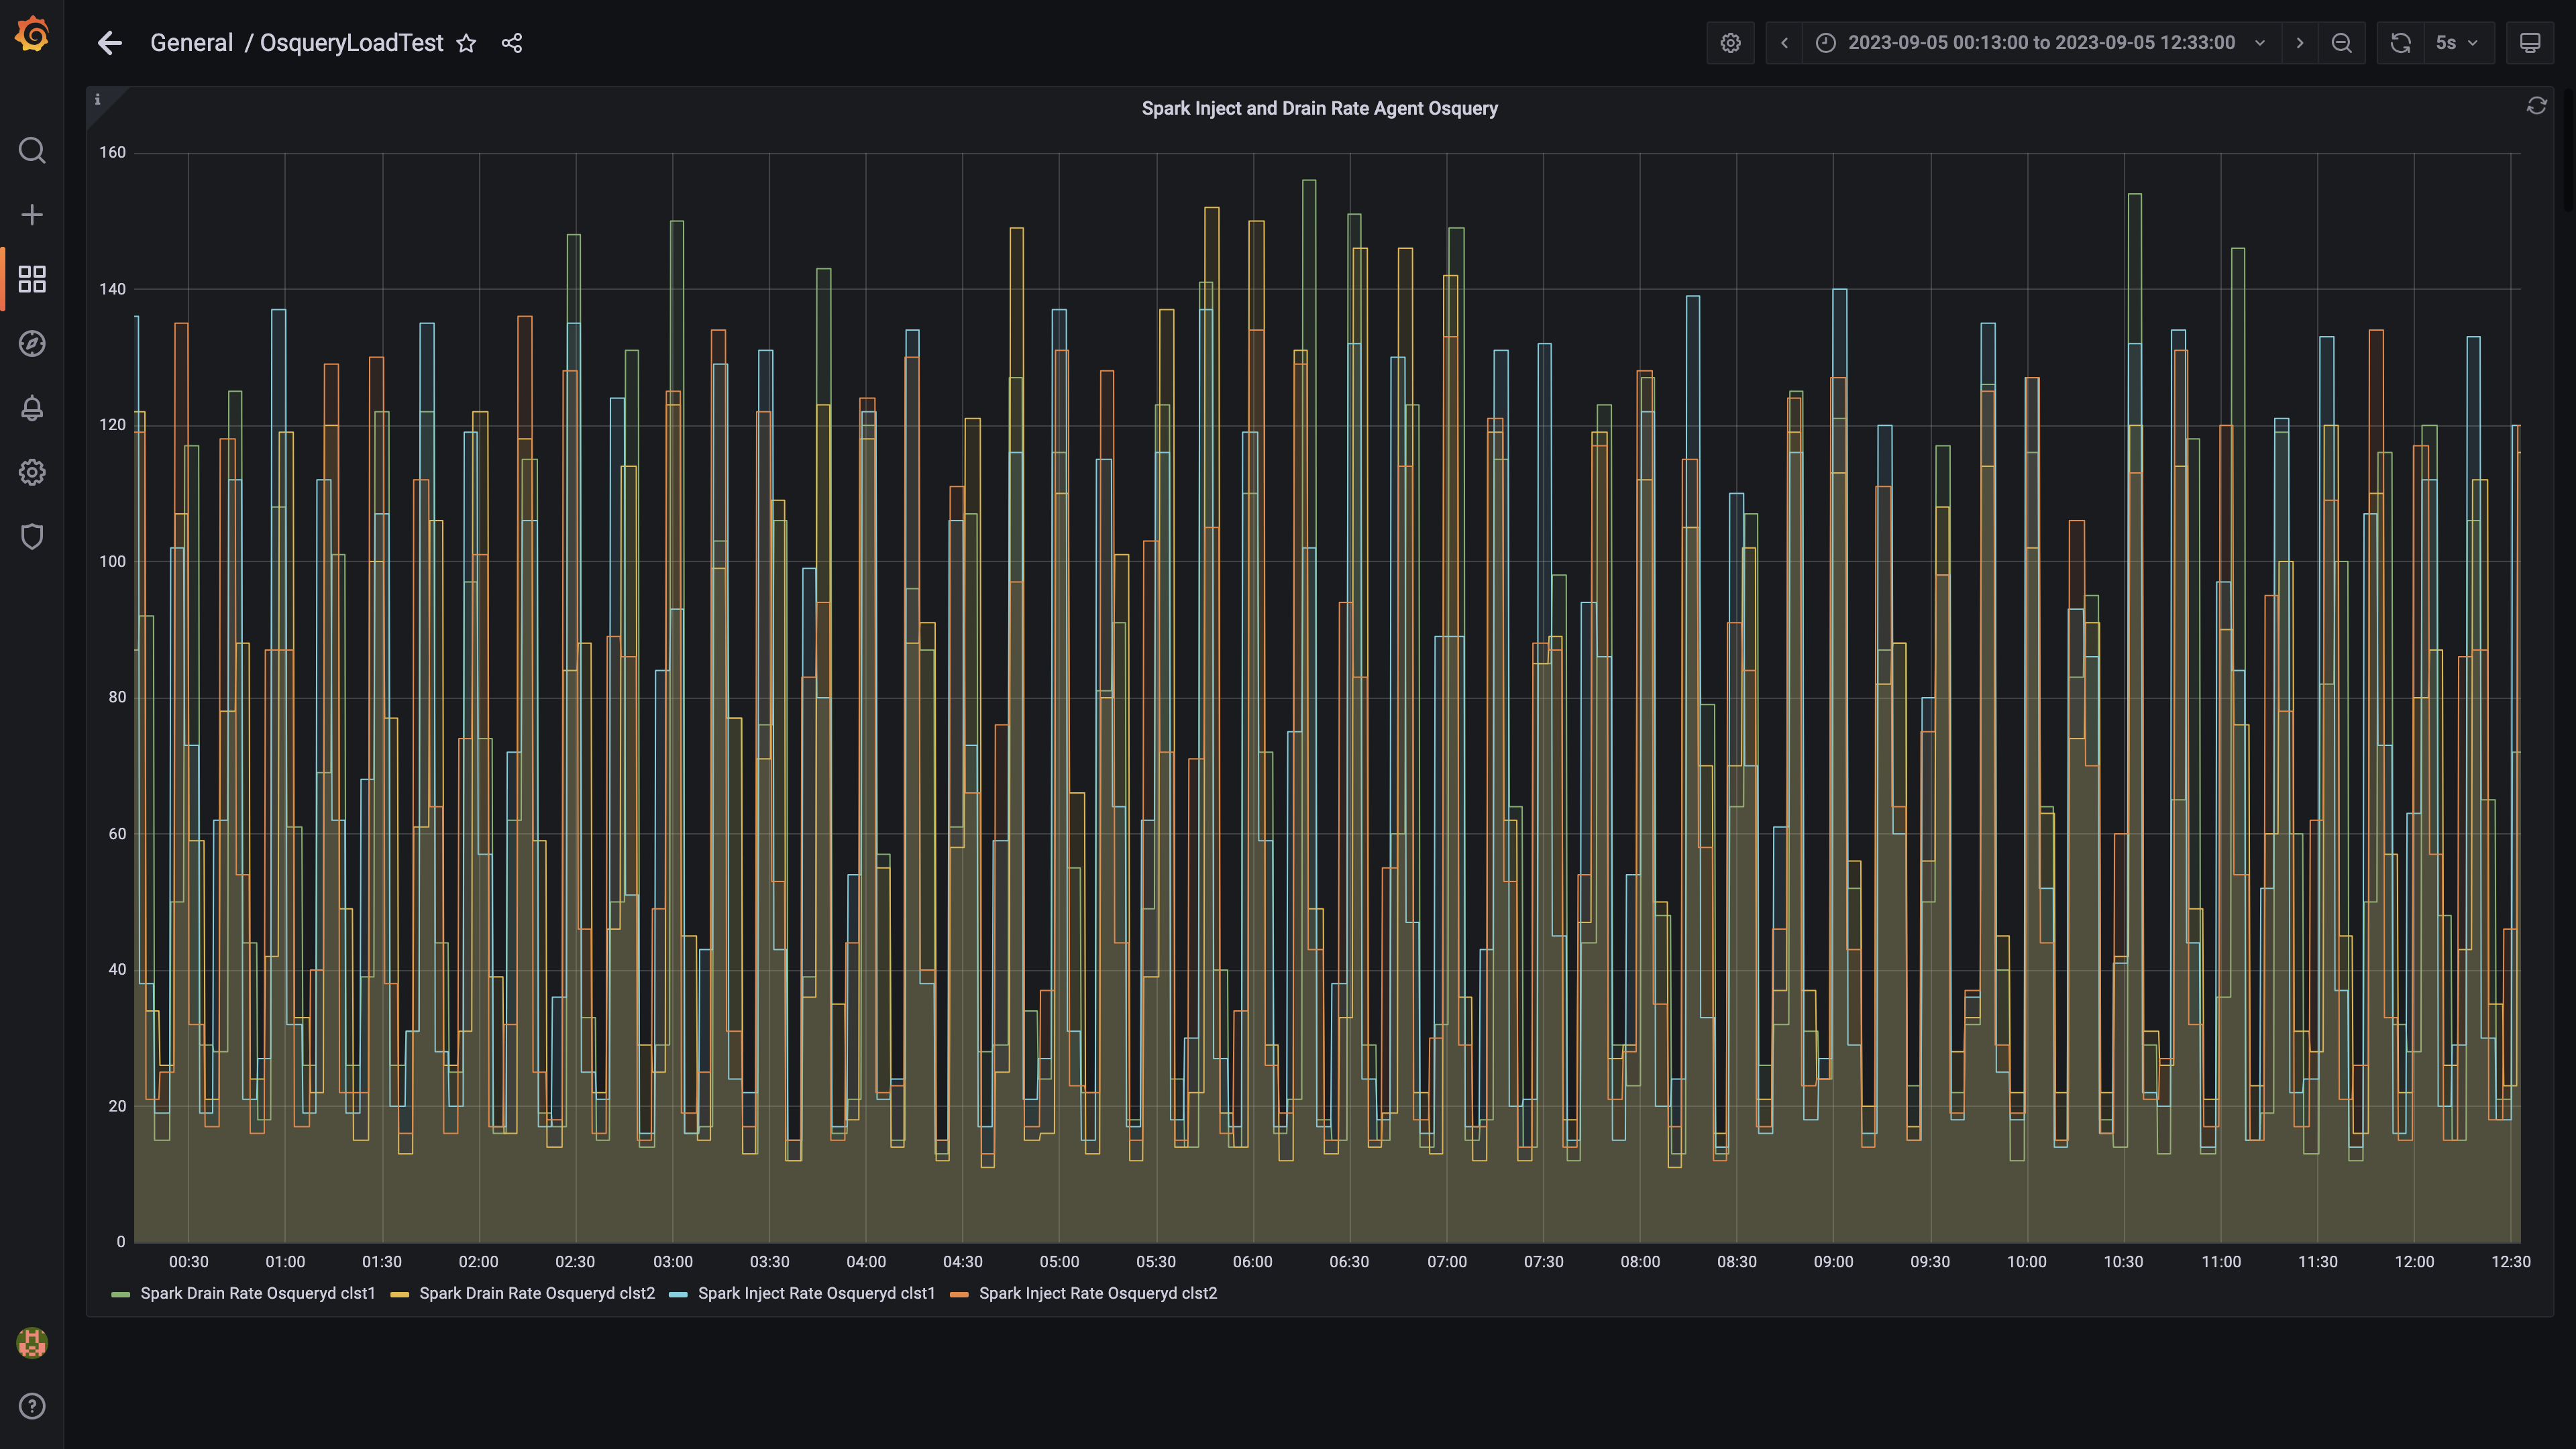 General / OsqueryLoadTest
2023-09-05 00:13:00 to 2023-09-05 12:33:00
5s
i
Spark Inject and Drain Rate Agent Osquery
160
140
120
100
80
60
40
20
0
00:30 01:00 01:30 02:00 02:30 03:00 03:30 04:00 04:30 05:00 05:30 06:00 06:30 07:00 07:30 08:00 08:30 09:00 09:30 10:00 10:30 11:00 11:30 12:00 12:30
Spark Drain Rate Osqueryd clst1 Spark Drain Rate Osqueryd clst2 Spark Inject Rate Osqueryd clst1 Spark Inject Rate Osqueryd clst2